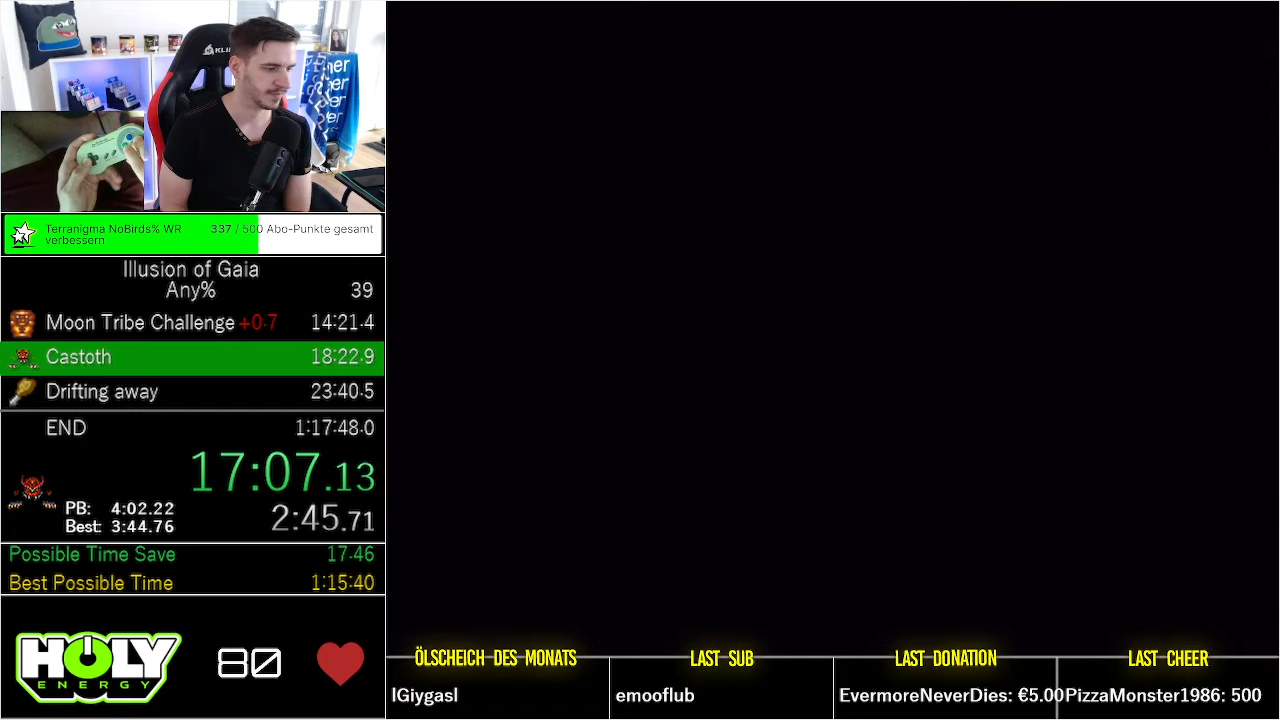 KLIM
Terranigma NoBirds% WR verbessern
337 / 500 Abo-Punkte gesamt
Illusion of Gaia
Any% 39
Moon Tribe Challenge +0.7 14:21.4
Castoth 18:22.9
Drifting away 23:40.5
END 1:17:48.0
17:07.13
PB: 4:02.22
Best: 3:44.76
2:45.71
Possible Time Save 17.46
Best Possible Time 1:15:40
HOLY
ENERGY
80
ÖLSCHEICH DES MONATS
lGiygasl
LAST SUB
emooflub
LAST DONATION
EvermoreNeverDies: €5.00
LAST CHEER
PizzaMonster1986: 500